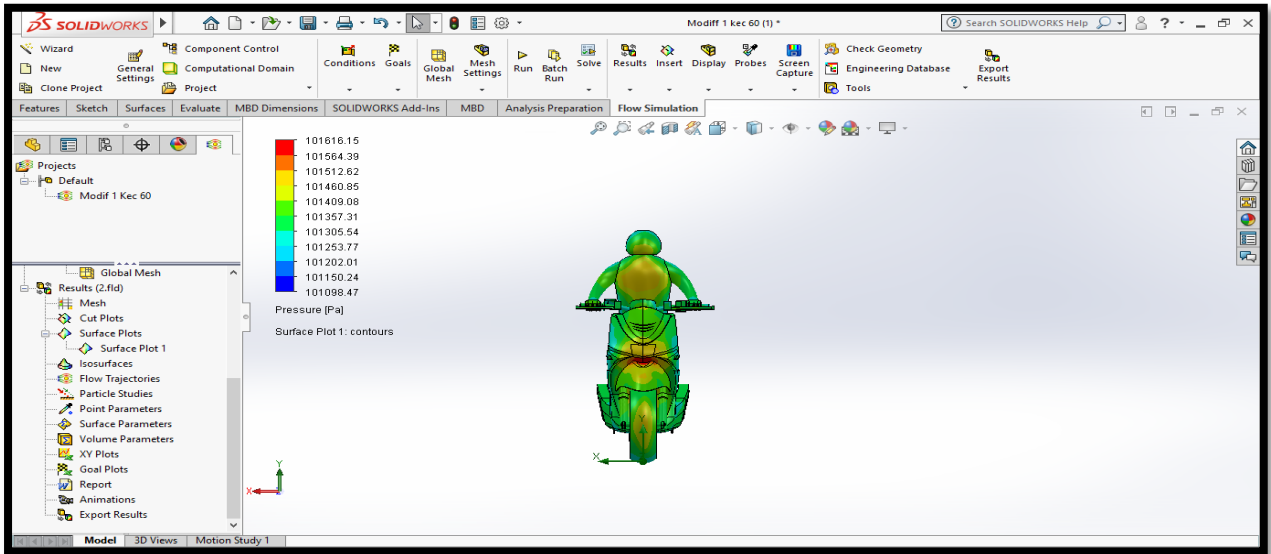 SOLIDWORKS
Modiff 1 kec 60 (1) *
Search SOLIDWORKS Help
?
Wizard
New
Clone Project
General Settings
Component Control
Computational Domain
Project
Conditions
Goals
Global Mesh
Mesh Settings
Run
Batch Run
Solve
Results
Insert
Display
Probes
Screen Capture
Check Geometry
Engineering Database
Tools
Export Results
Features
Sketch
Surfaces
Evaluate
MBD Dimensions
SOLIDWORKS Add-Ins
MBD
Analysis Preparation
Flow Simulation
Projects
Default
Modif 1 Kec 60
Global Mesh
Results (2.fld)
Mesh
Cut Plots
Surface Plots
Surface Plot 1
Isosurfaces
Flow Trajectories
Particle Studies
Point Parameters
Surface Parameters
Volume Parameters
XY Plots
Goal Plots
Report
Animations
Export Results
101616.15
101564.39
101512.62
101460.85
101409.08
101357.31
101305.54
101253.77
101202.01
101150.24
101098.47
Pressure [Pa]
Surface Plot 1: contours
Y
X
Y
X
Model
3D Views
Motion Study 1